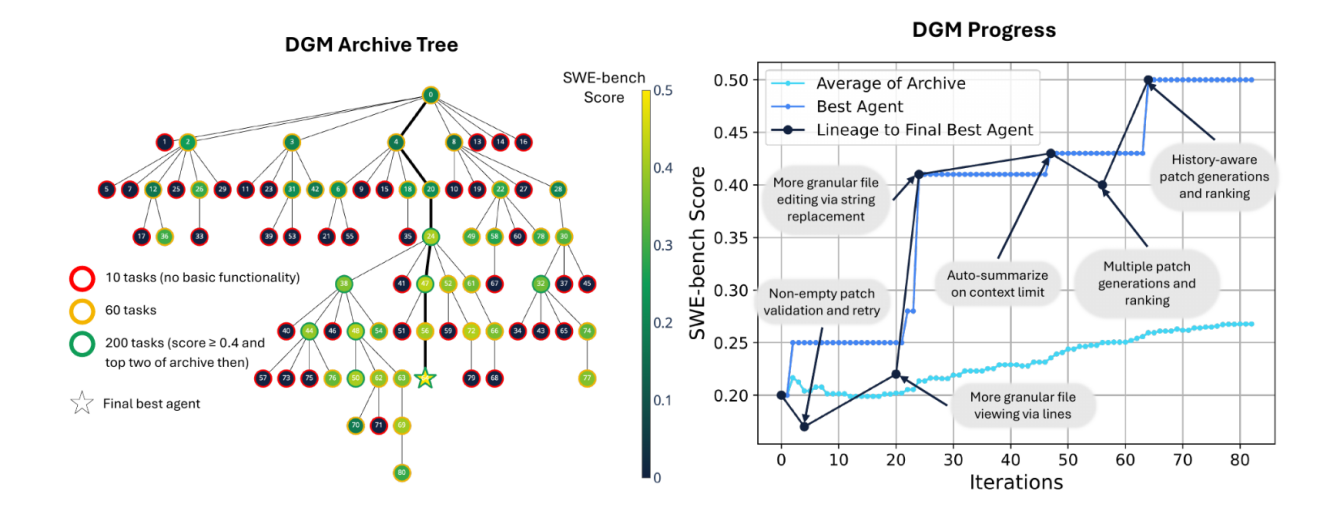 DGM Archive Tree
SWE-bench
Score
0.5
0.4
0.3
0.2
0.1
0
0
1 2 3 4 8 13 14 16
5 7 12 25 26 29 11 23 31 42 6 9 15 18 20 10 19 22 27 28
17 36 33 39 53 21 55 35 24 49 58 78 30
38 41 47 52 61 67 32 37 45
40 44 46 48 54 51 56 59 72 66 34 43 65 74
57 73 75 76 50 62 63 79 68 77
70 71 69
80
10 tasks (no basic functionality)
60 tasks
200 tasks (score ≥ 0.4 and
top two of archive then)
Final best agent
DGM Progress
Average of Archive
Best Agent
Lineage to Final Best Agent
SWE-bench Score
0.50
0.45
0.40
0.35
0.30
0.25
0.20
More granular file
editing via string
replacement
History-aware
patch generations
and ranking
Auto-summarize
on context limit
Multiple patch
generations and
ranking
Non-empty patch
validation and retry
More granular file
viewing via lines
0 10 20 30 40 50 60 70 80
Iterations